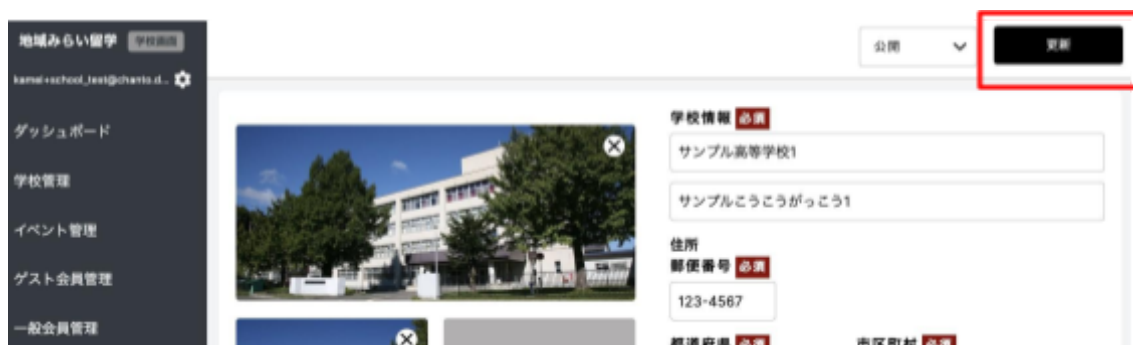 地域みらい留学 学校画面
公開 更新
kamei+school_test@chanto.d...
ダッシュボード
学校管理
イベント管理
ゲスト会員管理
一般会員管理
学校情報 必須
サンプル高等学校1
サンプルこうこうがっこう1
住所
郵便番号 必須
123-4567
都道府県 必須 市区町村 必須